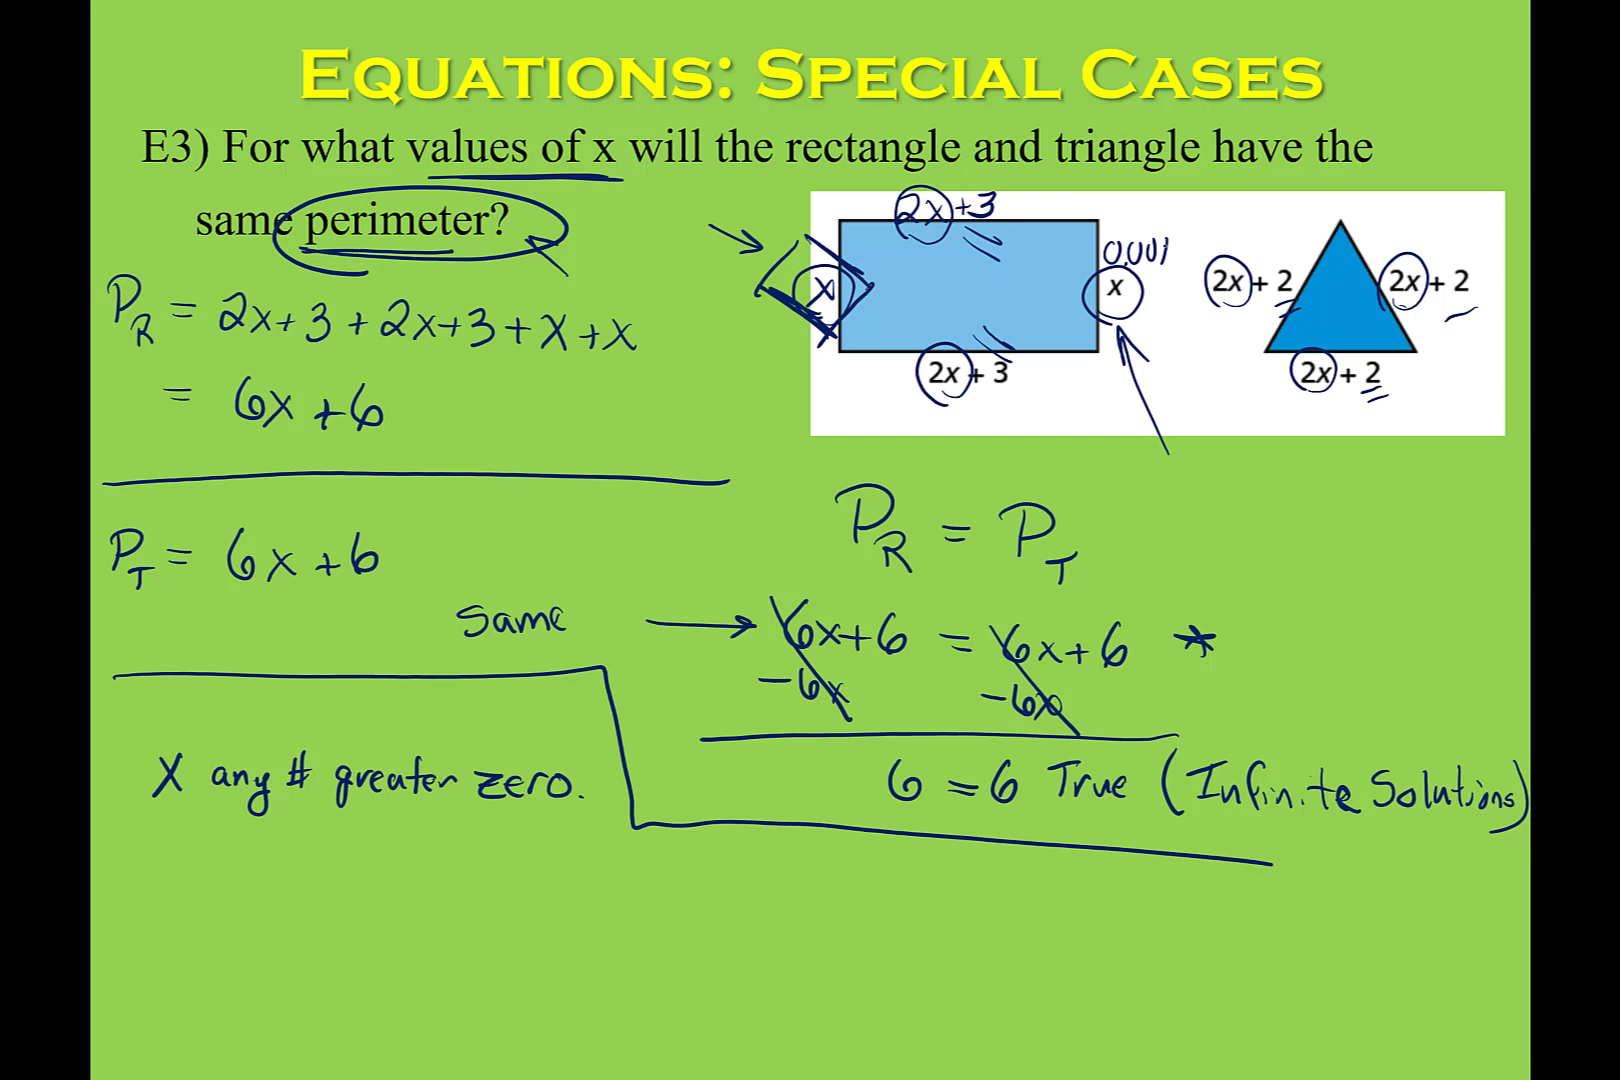 EQUATIONS: SPECIAL CASES
E3) For what values of x will the rectangle and triangle have the
same perimeter?
2x+3
x
0.001
x
2x + 3
2x + 2
2x + 2
2x + 2
P_R = 2x+3+2x+3+x+x
= 6x+6
P_T = 6x+6
same
x any # greater zero.
P_R = P_T
6x+6 = 6x+6 *
-6x -6x
6=6 True (Infinite Solutions)